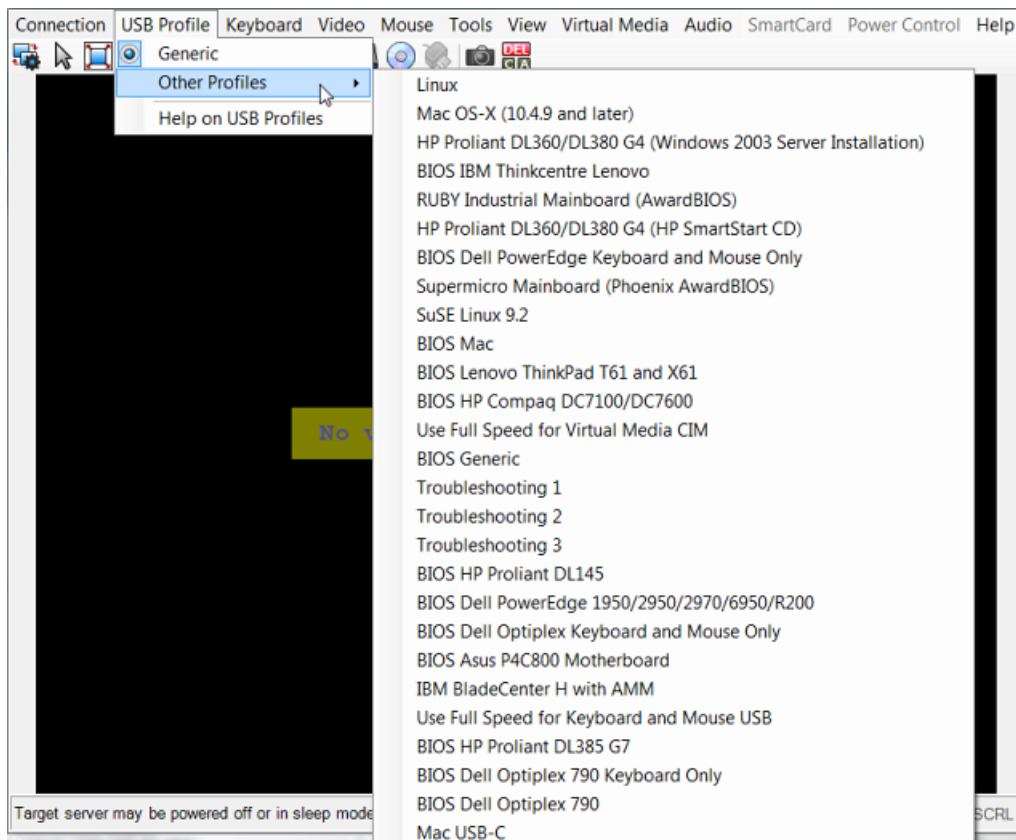 Connection USB Profile Keyboard Video Mouse Tools View Virtual Media Audio SmartCard Power Control Help
Generic
DEL
C A
Other Profiles
Help on USB Profiles
Linux
Mac OS-X (10.4.9 and later)
HP Proliant DL360/DL380 G4 (Windows 2003 Server Installation)
BIOS IBM Thinkcentre Lenovo
RUBY Industrial Mainboard (AwardBIOS)
HP Proliant DL360/DL380 G4 (HP SmartStart CD)
BIOS Dell PowerEdge Keyboard and Mouse Only
Supermicro Mainboard (Phoenix AwardBIOS)
SuSE Linux 9.2
BIOS Mac
BIOS Lenovo ThinkPad T61 and X61
BIOS HP Compaq DC7100/DC7600
Use Full Speed for Virtual Media CIM
BIOS Generic
Troubleshooting 1
Troubleshooting 2
Troubleshooting 3
BIOS HP Proliant DL145
BIOS Dell PowerEdge 1950/2950/2970/6950/R200
BIOS Dell Optiplex Keyboard and Mouse Only
BIOS Asus P4C800 Motherboard
IBM BladeCenter H with AMM
Use Full Speed for Keyboard and Mouse USB
BIOS HP Proliant DL385 G7
BIOS Dell Optiplex 790 Keyboard Only
BIOS Dell Optiplex 790
Mac USB-C
No
Target server may be powered off or in sleep mode
SCRL